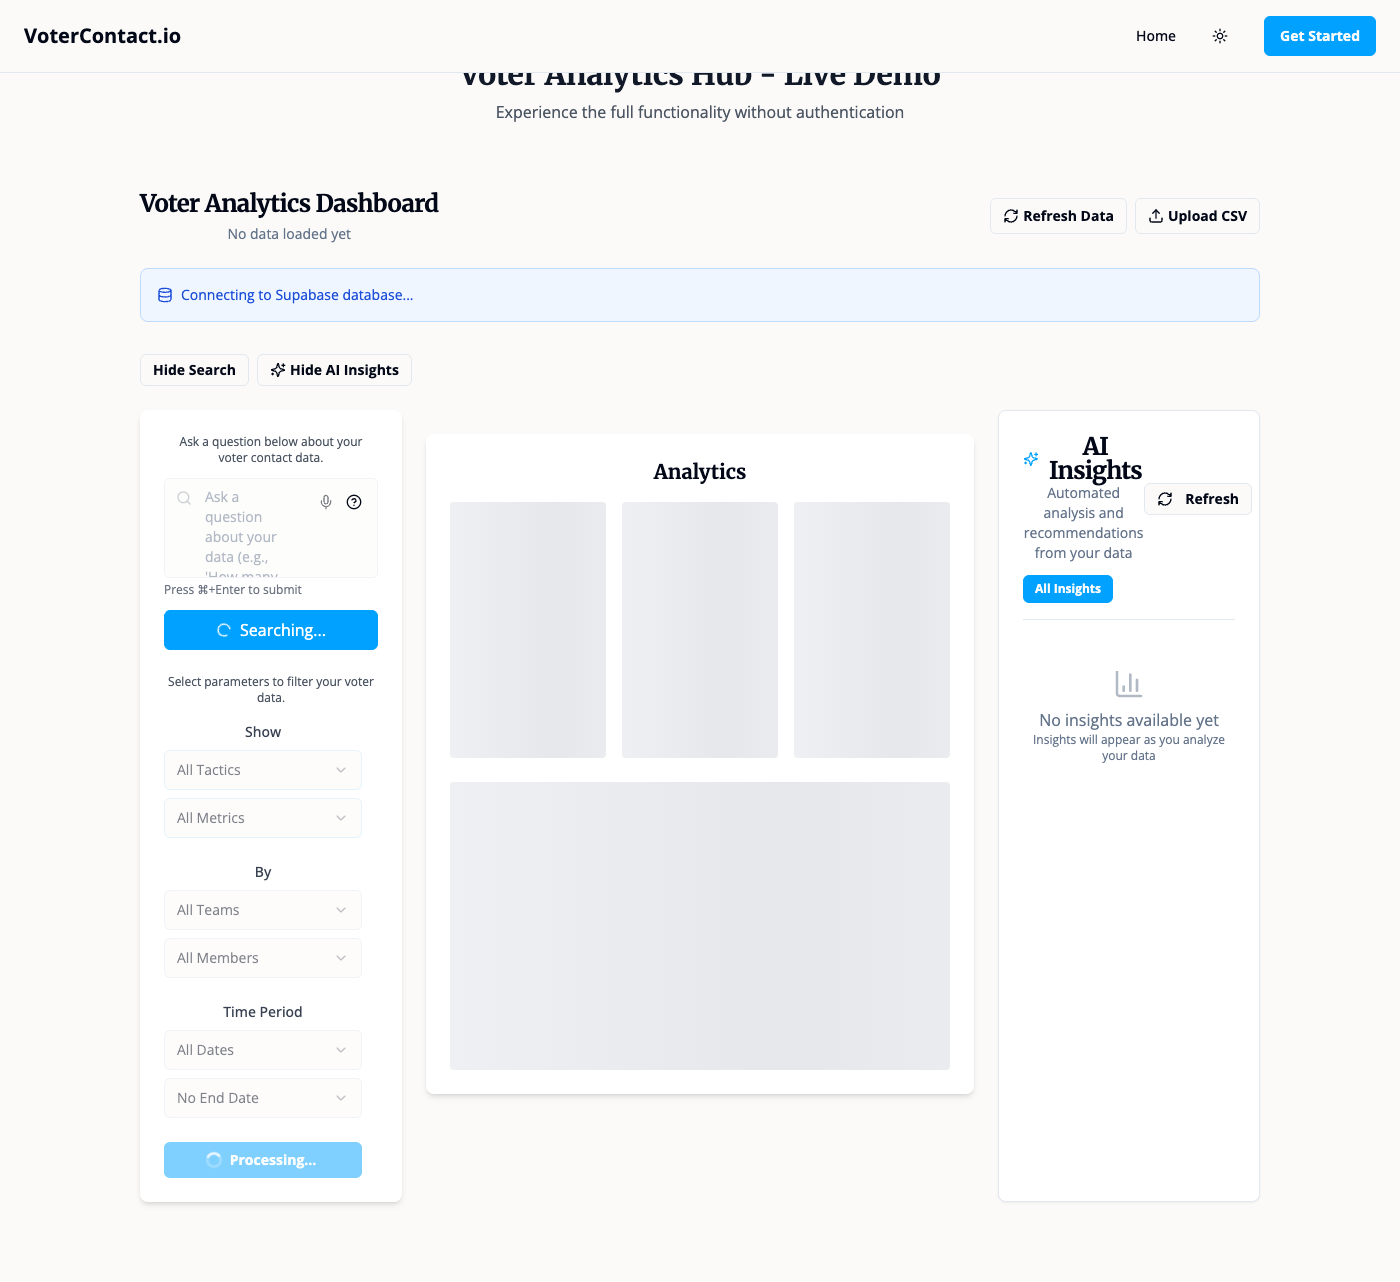 VoterContact.io
Home
Get Started
Voter Analytics Hub - Live Demo
Experience the full functionality without authentication
Voter Analytics Dashboard
No data loaded yet
Refresh Data
Upload CSV
Connecting to Supabase database...
Hide Search
Hide AI Insights
Ask a question below about your
voter contact data.
Ask a
question
about your
data (e.g.,
'How many
Press ⌘+Enter to submit
Searching...
Select parameters to filter your voter
data.
Show
All Tactics
All Metrics
By
All Teams
All Members
Time Period
All Dates
No End Date
Processing...
Analytics
AI
Insights
Automated
analysis and
recommendations
from your data
Refresh
All Insights
No insights available yet
Insights will appear as you analyze
your data